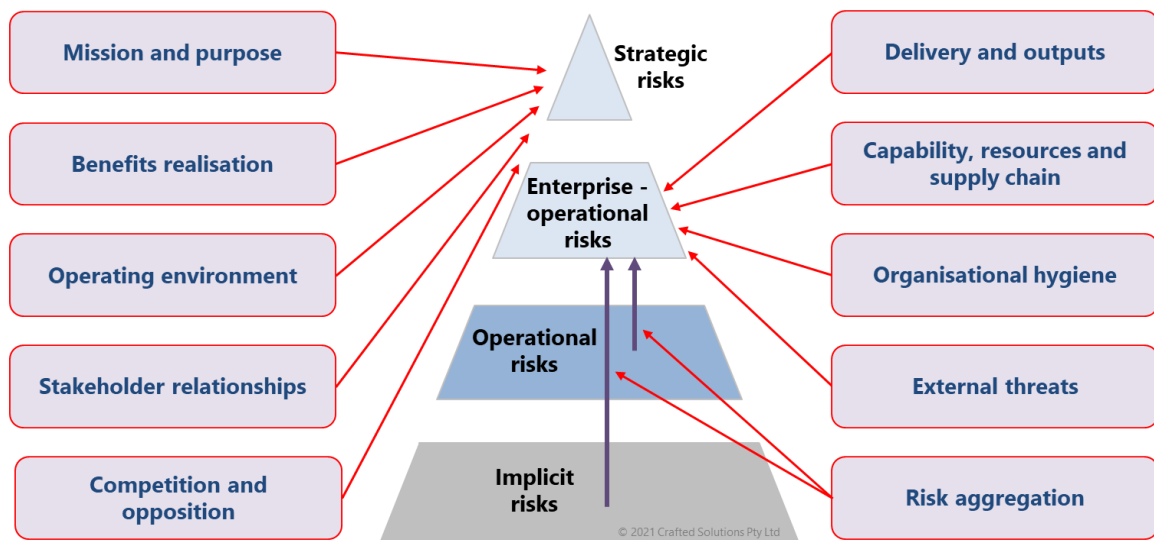 Mission and purpose
Benefits realisation
Operating environment
Stakeholder relationships
Competition and
opposition
Strategic
risks
Enterprise -
operational
risks
Operational
risks
Implicit
risks
© 2021 Crafted Solutions Pty Ltd
Delivery and outputs
Capability, resources and
supply chain
Organisational hygiene
External threats
Risk aggregation